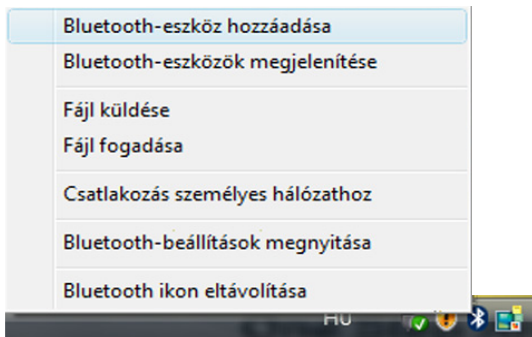 Bluetooth-eszköz hozzáadása
Bluetooth-eszközök megjelenítése
Fájl küldése
Fájl fogadása
Csatlakozás személyes hálózathoz
Bluetooth-beállítások megnyitása
Bluetooth ikon eltávolítása
HU